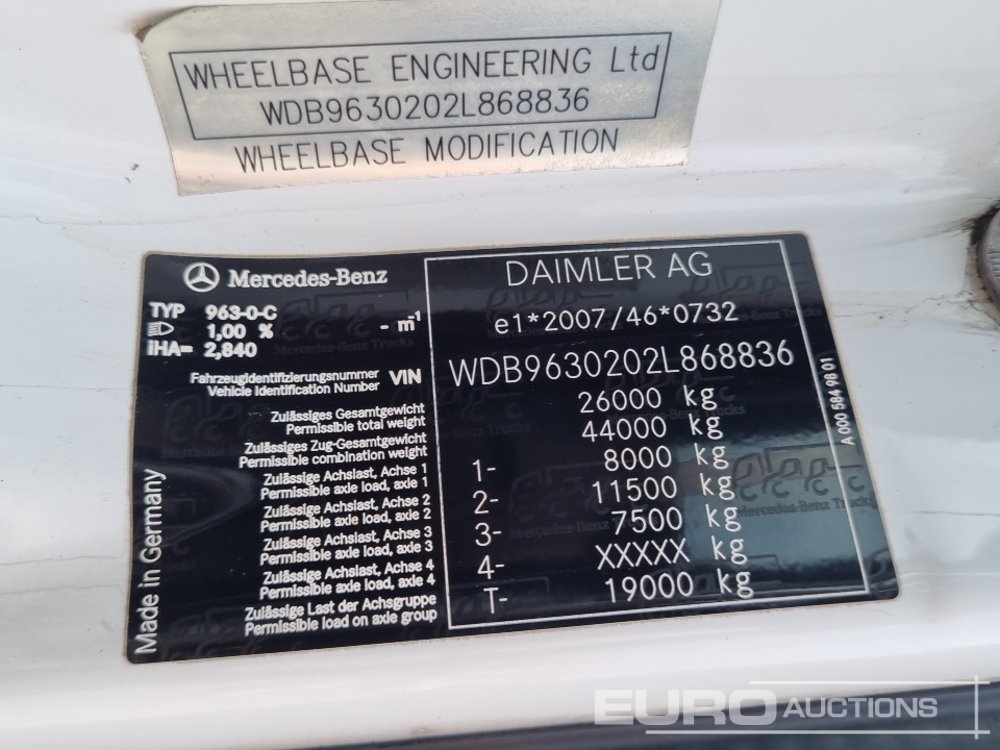 WHEELBASE ENGINEERING Ltd
WDB9630202L868836
WHEELBASE MODIFICATION
Mercedes-Benz
TYP 963-0-C
1,00 % - m-1
iHA= 2,840
Fahrzeugidentifizierungsnummer
Vehicle Identification Number VIN
Zulässiges Gesamtgewicht
Permissible total weight
Zulässiges Zug-Gesamtgewicht
Permissible combination weight
Zulässige Achslast, Achse 1
Permissible axle load, axle 1
Zulässige Achslast, Achse 2
Permissible axle load, axle 2
Zulässige Achslast, Achse 3
Permissible axle load, axle 3
Zulässige Achslast, Achse 4
Permissible axle load, axle 4
Zulässige Last der Achsgruppe
Permissible load on axle group
Made in Germany
DAIMLER AG
e1*2007/46*0732
WDB9630202L868836
26000 kg
44000 kg
1- 8000 kg
2- 11500 kg
3- 7500 kg
4- XXXXX kg
T- 19000 kg
A 000 584 98 01
Mercedes-Benz Trucks
EURO AUCTIONS